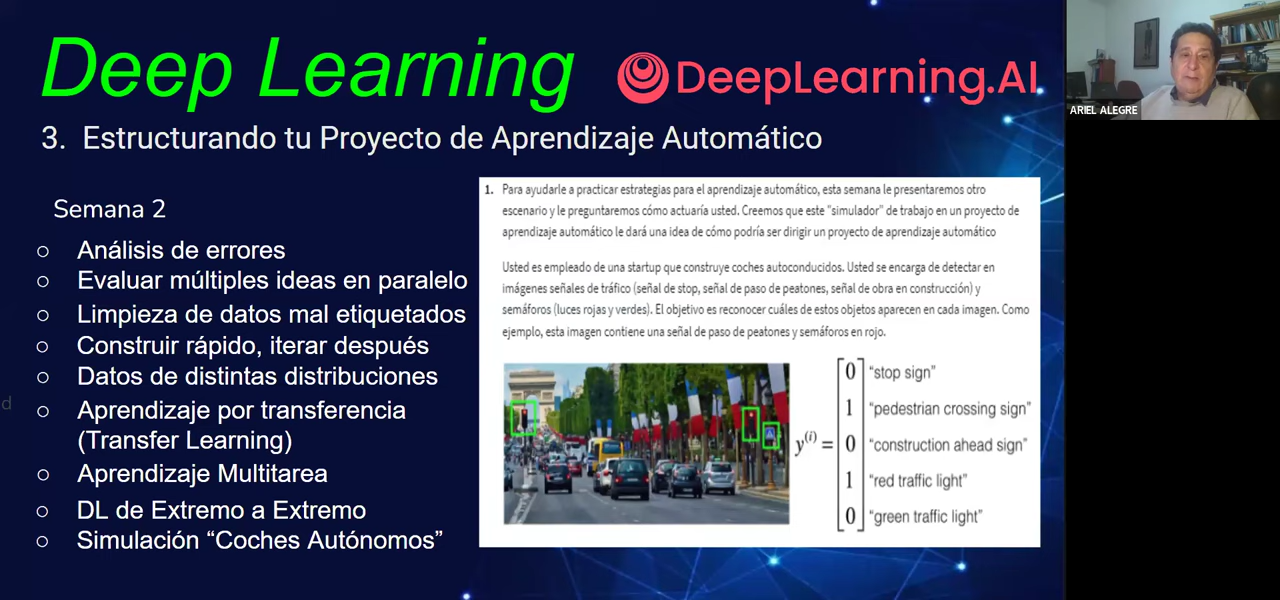 Deep Learning
DeepLearning.AI
ARIEL ALEGRE
3. Estructurando tu Proyecto de Aprendizaje Automático
Semana 2
Análisis de errores
Evaluar múltiples ideas en paralelo
Limpieza de datos mal etiquetados
Construir rápido, iterar después
Datos de distintas distribuciones
Aprendizaje por transferencia
(Transfer Learning)
Aprendizaje Multitarea
DL de Extremo a Extremo
Simulación “Coches Autónomos”
d
1. Para ayudarle a practicar estrategias para el aprendizaje automático, esta semana le presentaremos otro
escenario y le preguntaremos cómo actuaría usted. Creemos que este "simulador" de trabajo en un proyecto de
aprendizaje automático le dará una idea de cómo podría ser dirigir un proyecto de aprendizaje automático
Usted es empleado de una startup que construye coches autoconducidos. Usted se encarga de detectar en
imágenes señales de tráfico (señal de stop, señal de paso de peatones, señal de obra en construcción) y
semáforos (luces rojas y verdes). El objetivo es reconocer cuáles de estos objetos aparecen en cada imagen. Como
ejemplo, esta imagen contiene una señal de paso de peatones y semáforos en rojo.
0 “stop sign”
1 “pedestrian crossing sign”
y(i) = 0 “construction ahead sign”
1 “red traffic light”
0 “green traffic light”